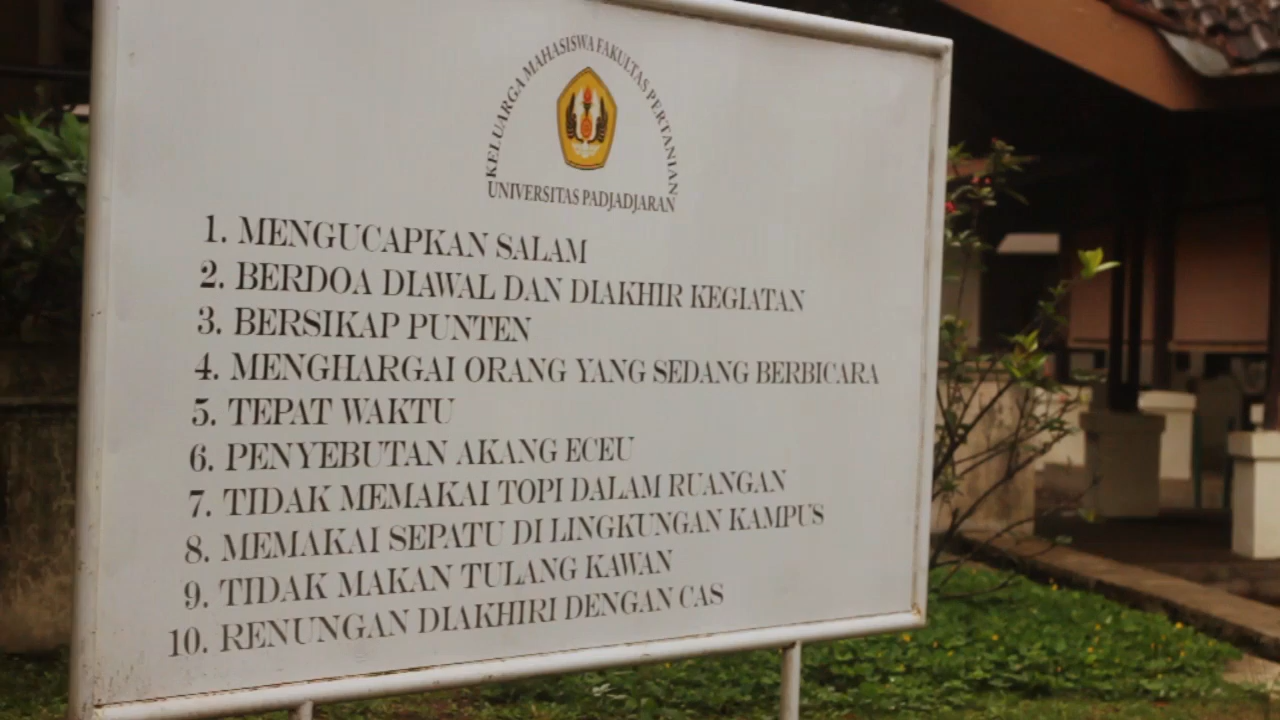 KELUARGA MAHASISWA FAKULTAS PERTANIAN
UNIVERSITAS PADJADJARAN
1. MENGUCAPKAN SALAM
2. BERDOA DIAWAL DAN DIAKHIR KEGIATAN
3. BERSIKAP PUNTEN
4. MENGHARGAI ORANG YANG SEDANG BERBICARA
5. TEPAT WAKTU
6. PENYEBUTAN AKANG ECEU
7. TIDAK MEMAKAI TOPI DALAM RUANGAN
8. MEMAKAI SEPATU DI LINGKUNGAN KAMPUS
9. TIDAK MAKAN TULANG KAWAN
10. RENUNGAN DIAKHIRI DENGAN CAS